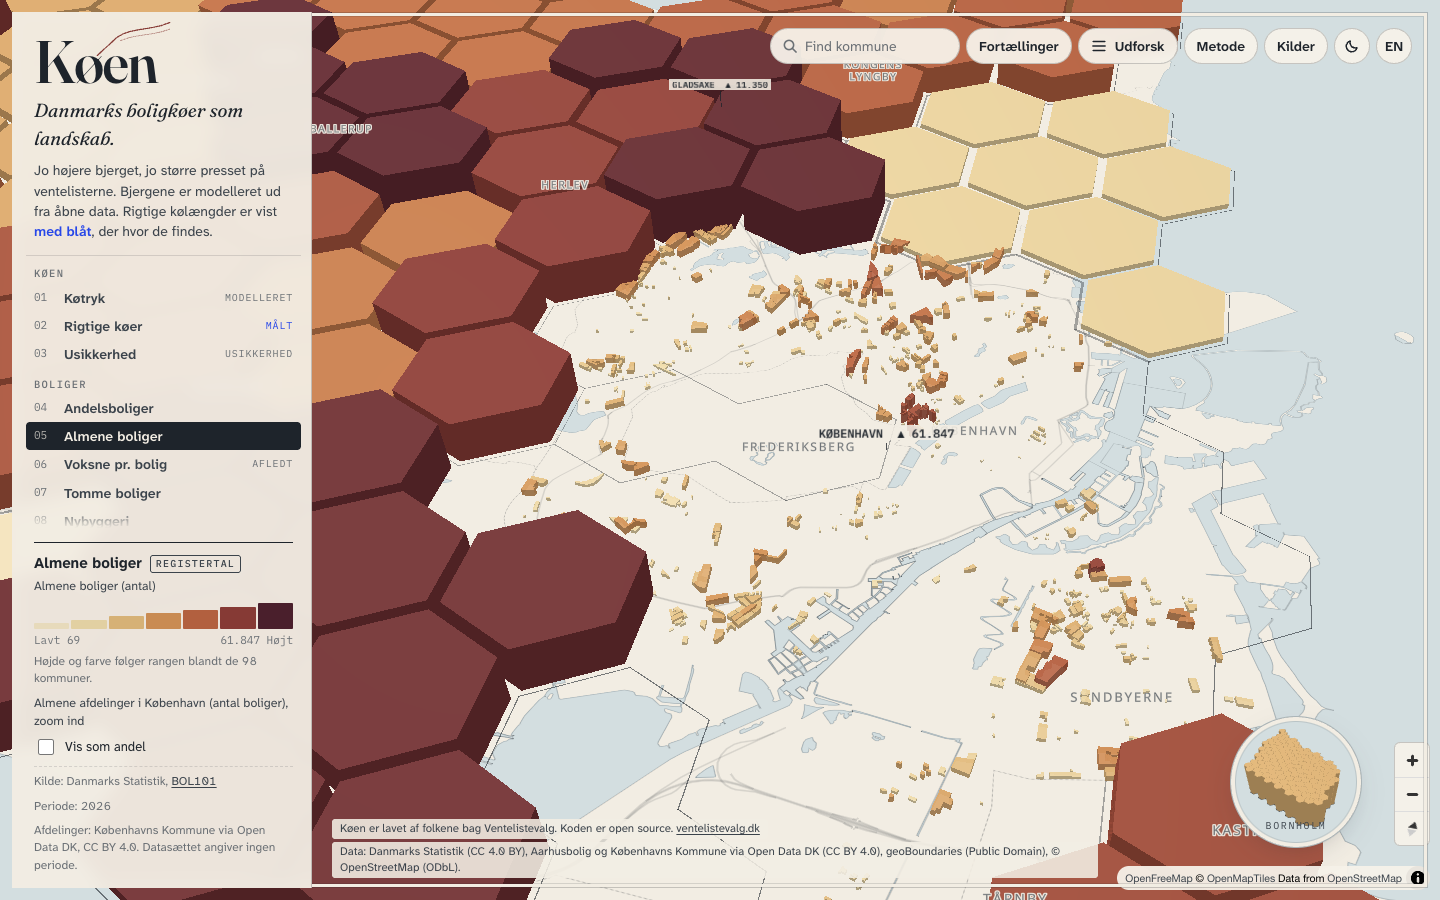 Køen
Danmarks boligkøer som
landskab.
Jo højere bjerget, jo større presset på
ventelisterne. Bjergene er modelleret ud
fra åbne data. Rigtige kølængder er vist
med blåt, der hvor de findes.
KØEN
01 Køtryk MODELLERET
02 Rigtige køer MÅLT
03 Usikkerhed USIKKERHED
BOLIGER
04 Andelsboliger
05 Almene boliger
06 Voksne pr. bolig AFLEDT
07 Tomme boliger
08 Nybyggeri
Almene boliger REGISTERTAL
Almene boliger (antal)
Lavt 69 61.847 Højt
Højde og farve følger rangen blandt de 98
kommuner.
Almene afdelinger i København (antal boliger),
zoom ind
Vis som andel
Kilde: Danmarks Statistik, BOL101
Periode: 2026
Afdelinger: Københavns Kommune via Open
Data DK, CC BY 4.0. Datasættet angiver ingen
periode.
Find kommune
Fortællinger
Udforsk
Metode
Kilder
EN
KONGENS
LYNGBY
GLADSAXE ▲ 11.350
BALLERUP
HERLEV
KØBENHAVN ▲ 61.847
ENHAVN
FREDERIKSBERG
SUNDBYERNE
KAST
BORNHOLM
TÅRNBY
Køen er lavet af folkene bag Ventelistevalg. Koden er open source. ventelistevalg.dk
Data: Danmarks Statistik (CC 4.0 BY), Aarhusbolig og Københavns Kommune via Open Data DK (CC BY 4.0), geoBoundaries (Public Domain), ©
OpenStreetMap (ODbL).
OpenFreeMap © OpenMapTiles Data from OpenStreetMap